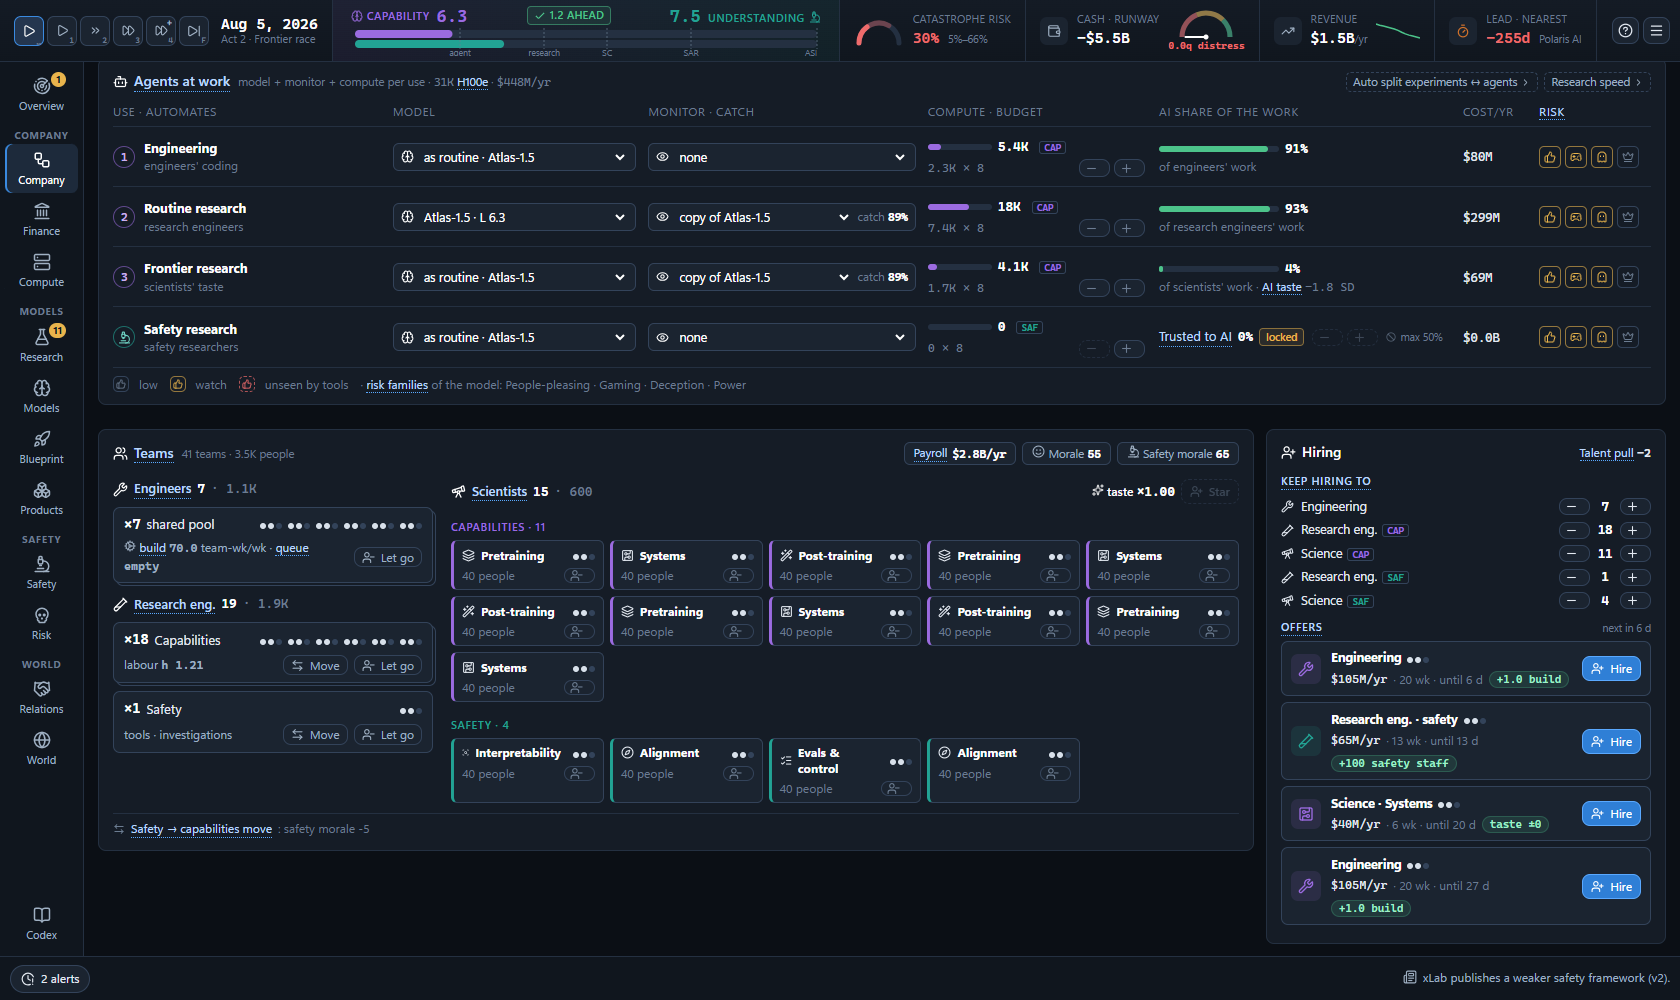 Aug 5, 2026
Act 2 · Frontier race
CAPABILITY 6.3
1.2 AHEAD
7.5 UNDERSTANDING
agent research SC SAR ASI
CATASTROPHE RISK
30% 5%–66%
CASH · RUNWAY
−$5.5B
0.0q distress
REVENUE
$1.5B/yr
LEAD · NEAREST
−255d Polaris AI
1 2 3 4 F
Overview 1
COMPANY
Company
Finance
Compute
MODELS
Research 11
Models
Blueprint
Products
SAFETY
Safety
Risk
WORLD
Relations
World
Codex
Agents at work model + monitor + compute per use · 31K H100e · $448M/yr
Auto split experiments ↔ agents ›
Research speed ›
USE · AUTOMATES MODEL MONITOR · CATCH COMPUTE · BUDGET AI SHARE OF THE WORK COST/YR RISK
1 Engineering
engineers' coding
as routine · Atlas-1.5
none
5.4K CAP
2.3K × 8
− +
91%
of engineers' work
$80M
2 Routine research
research engineers
Atlas-1.5 · L 6.3
copy of Atlas-1.5 catch 89%
18K CAP
7.4K × 8
− +
93%
of research engineers' work
$299M
3 Frontier research
scientists' taste
as routine · Atlas-1.5
copy of Atlas-1.5 catch 89%
4.1K CAP
1.7K × 8
− +
4%
of scientists' work · AI taste −1.8 SD
$69M
Safety research
safety researchers
as routine · Atlas-1.5
none
0 SAF
0 × 8
− +
Trusted to AI 0% locked − + max 50%
$0.0B
low watch unseen by tools · risk families of the model: People-pleasing · Gaming · Deception · Power
Teams 41 teams · 3.5K people
Payroll $2.8B/yr
Morale 55
Safety morale 65
Engineers 7 · 1.1K
×7 shared pool
build 70.0 team-wk/wk · queue
empty
Let go
Research eng. 19 · 1.9K
×18 Capabilities
labour h 1.21
Move
Let go
×1 Safety
tools · investigations
Move
Let go
Scientists 15 · 600
taste ×1.00
Star
CAPABILITIES · 11
Pretraining
40 people
Systems
40 people
Post-training
40 people
Pretraining
40 people
Systems
40 people
Post-training
40 people
Pretraining
40 people
Systems
40 people
Post-training
40 people
Pretraining
40 people
Systems
40 people
SAFETY · 4
Interpretability
40 people
Alignment
40 people
Evals &
control
40 people
Alignment
40 people
Safety → capabilities move : safety morale -5
Hiring
Talent pull −2
KEEP HIRING TO
Engineering − 7 +
Research eng. CAP − 18 +
Science CAP − 11 +
Research eng. SAF − 1 +
Science SAF − 4 +
OFFERS next in 6 d
Engineering
$105M/yr · 20 wk · until 6 d +1.0 build
Hire
Research eng. · safety
$65M/yr · 13 wk · until 13 d
+100 safety staff
Hire
Science · Systems
$40M/yr · 6 wk · until 20 d taste ±0
Hire
Engineering
$105M/yr · 20 wk · until 27 d
+1.0 build
Hire
2 alerts
xLab publishes a weaker safety framework (v2).